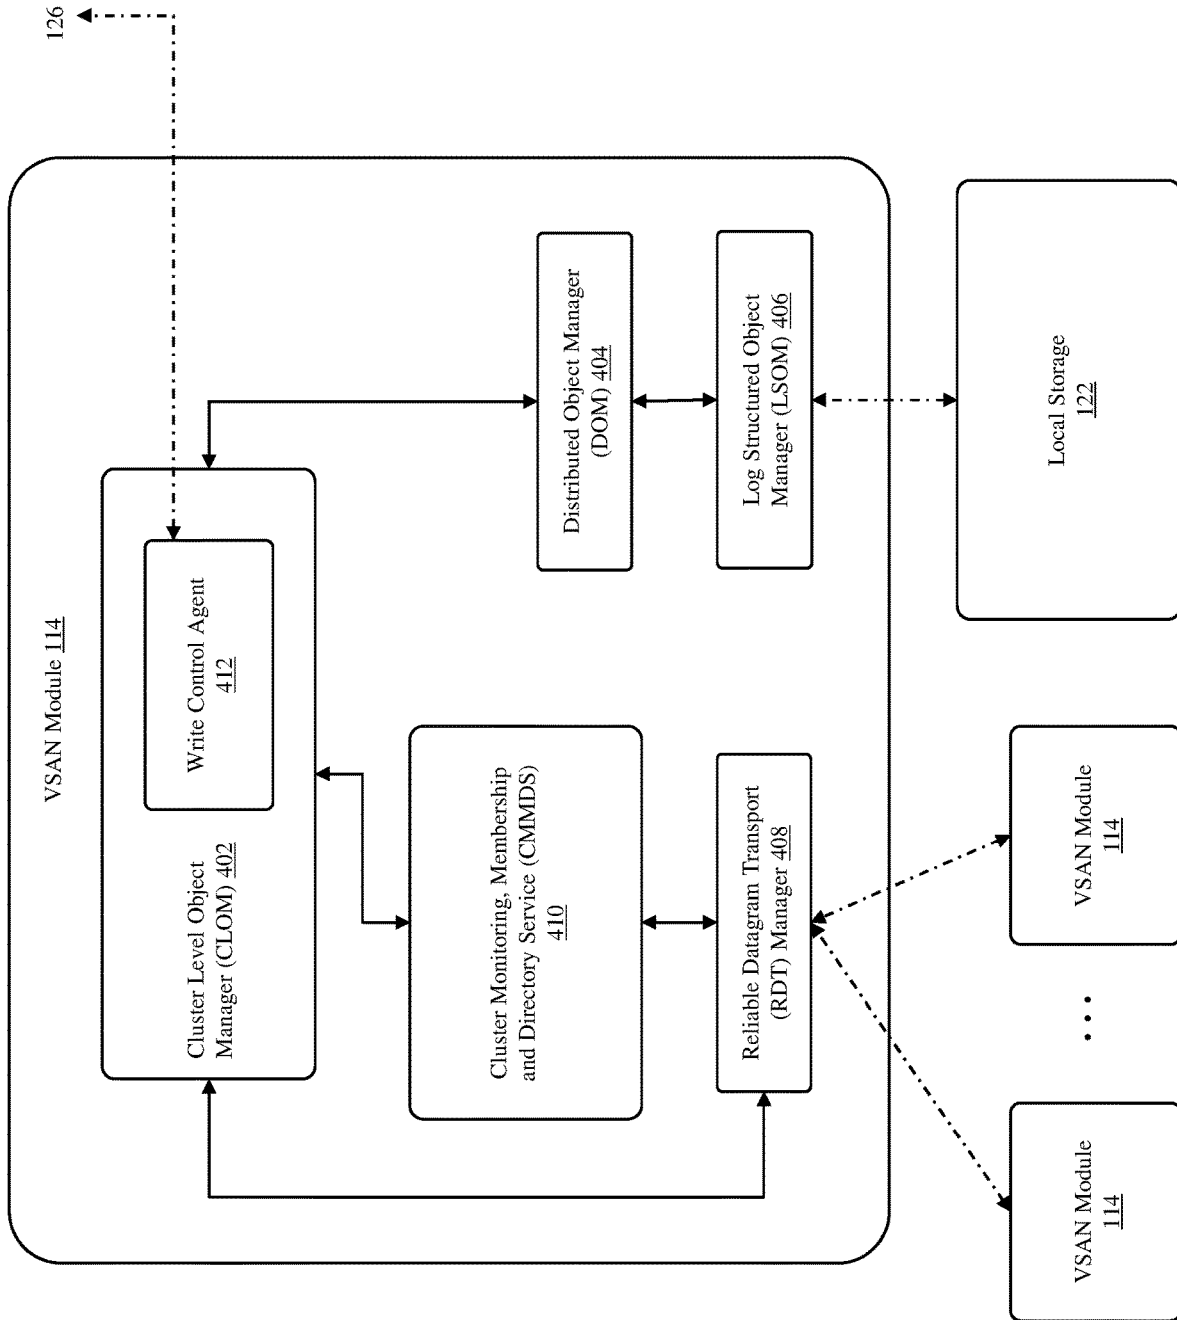 126
VSAN Module 114
Write Control Agent
412
Cluster Level Object
Manager (CLOM) 402
Cluster Monitoring, Membership
and Directory Service (CMMDS)
410
Distributed Object Manager
(DOM) 404
Reliable Datagram Transport
(RDT) Manager 408
Log Structured Object
Manager (LSOM) 406
VSAN Module
114
...
VSAN Module
114
Local Storage
122